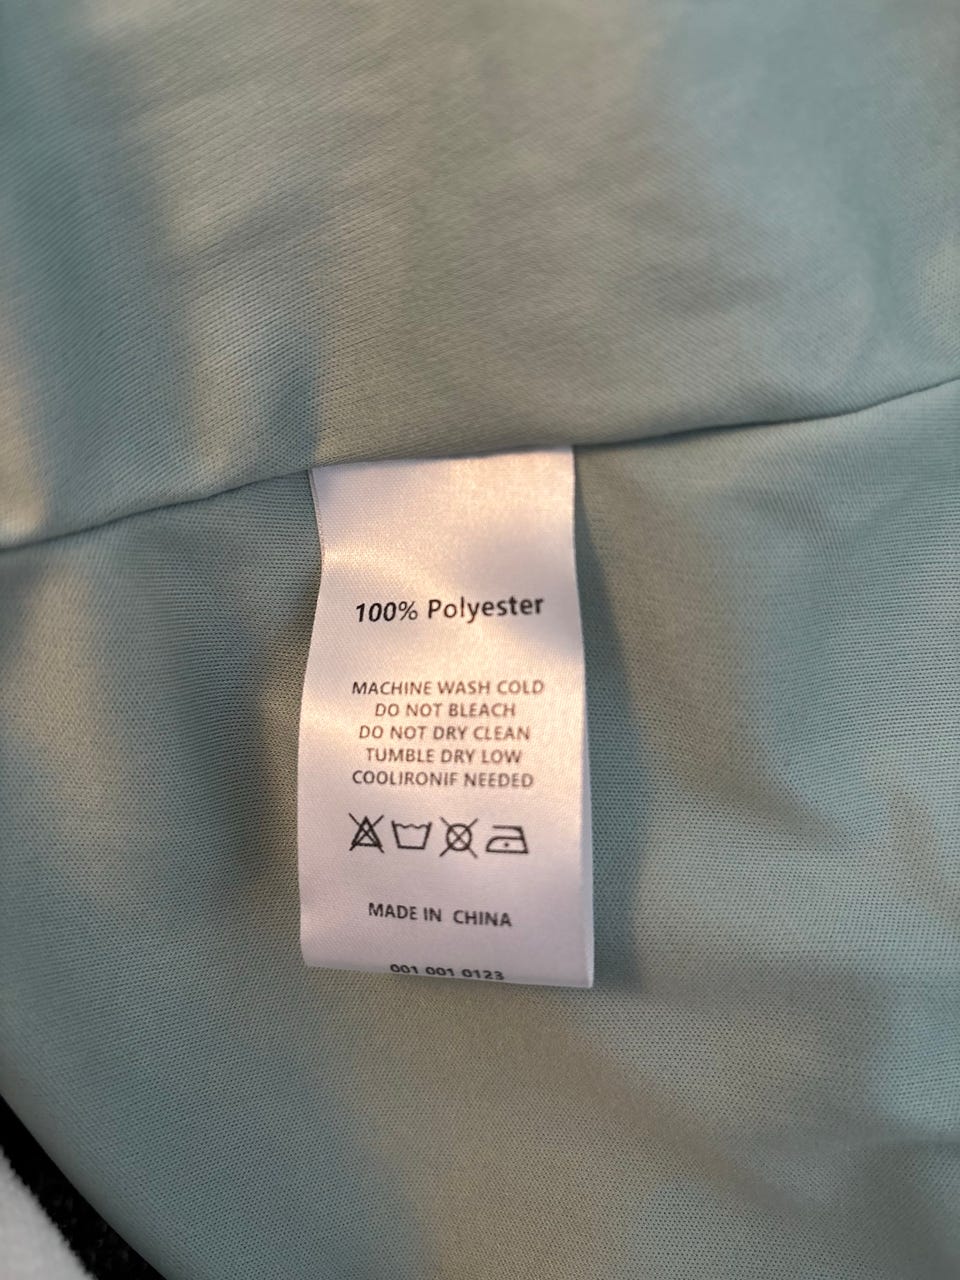 100% Polyester
MACHINE WASH COLD
DO NOT BLEACH
DO NOT DRY CLEAN
TUMBLE DRY LOW
COOLIRONIF NEEDED
MADE IN CHINA
001 001 0123